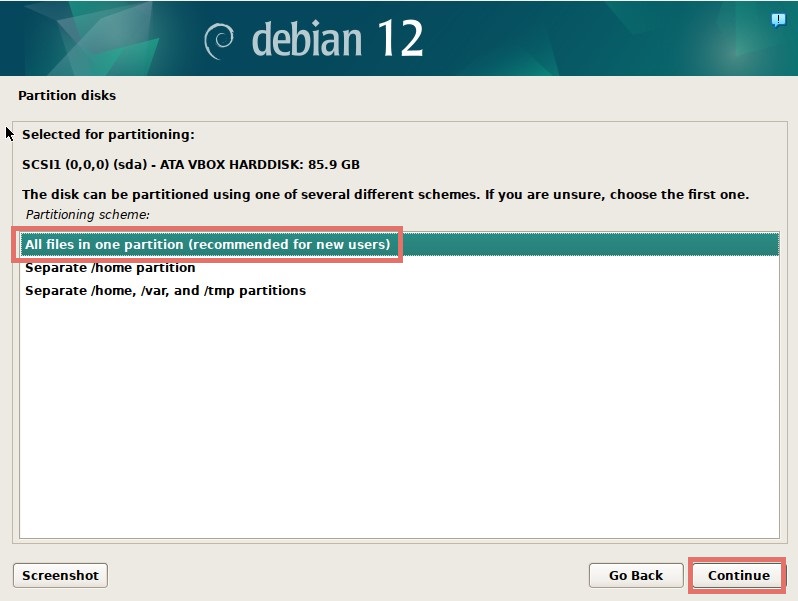 debian 12
Partition disks
Selected for partitioning:
SCSI1 (0,0,0) (sda) - ATA VBOX HARDDISK: 85.9 GB
The disk can be partitioned using one of several different schemes. If you are unsure, choose the first one.
Partitioning scheme:
All files in one partition (recommended for new users)
Separate /home partition
Separate /home, /var, and /tmp partitions
Screenshot
Go Back
Continue